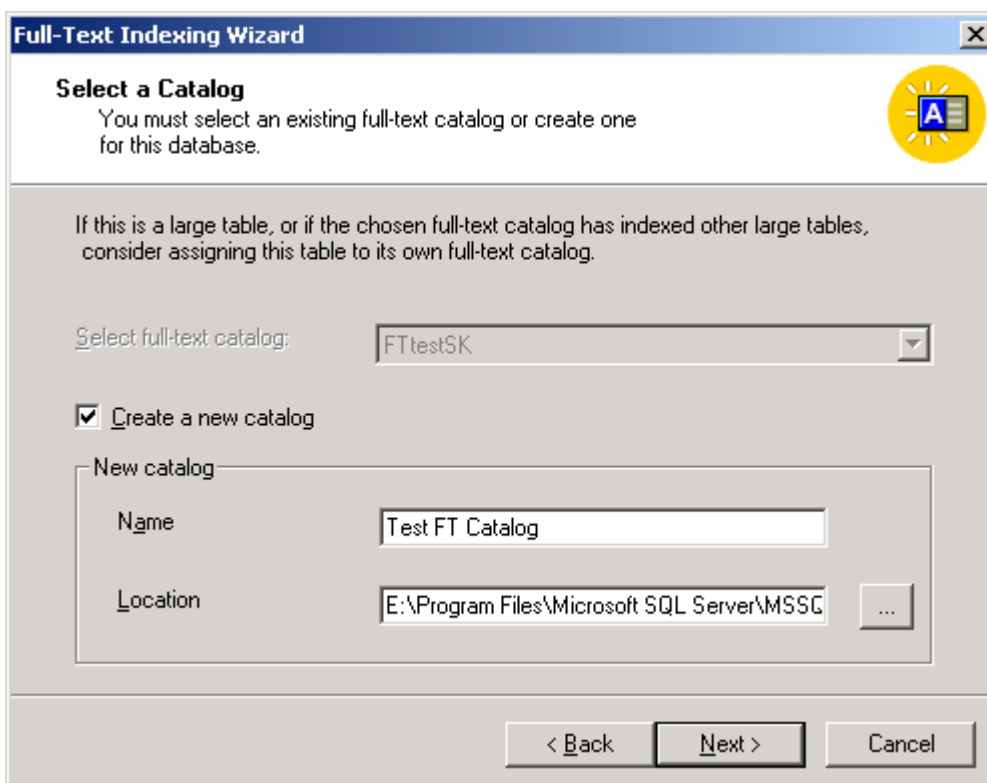 Full-Text Indexing Wizard
Select a Catalog
You must select an existing full-text catalog or create one
for this database.
A
If this is a large table, or if the chosen full-text catalog has indexed other large tables,
consider assigning this table to its own full-text catalog.
Select full-text catalog: FTtestSK
Create a new catalog
New catalog
Name Test FT Catalog
Location E:\Program Files\Microsoft SQL Server\MSSQ ...
< Back Next > Cancel